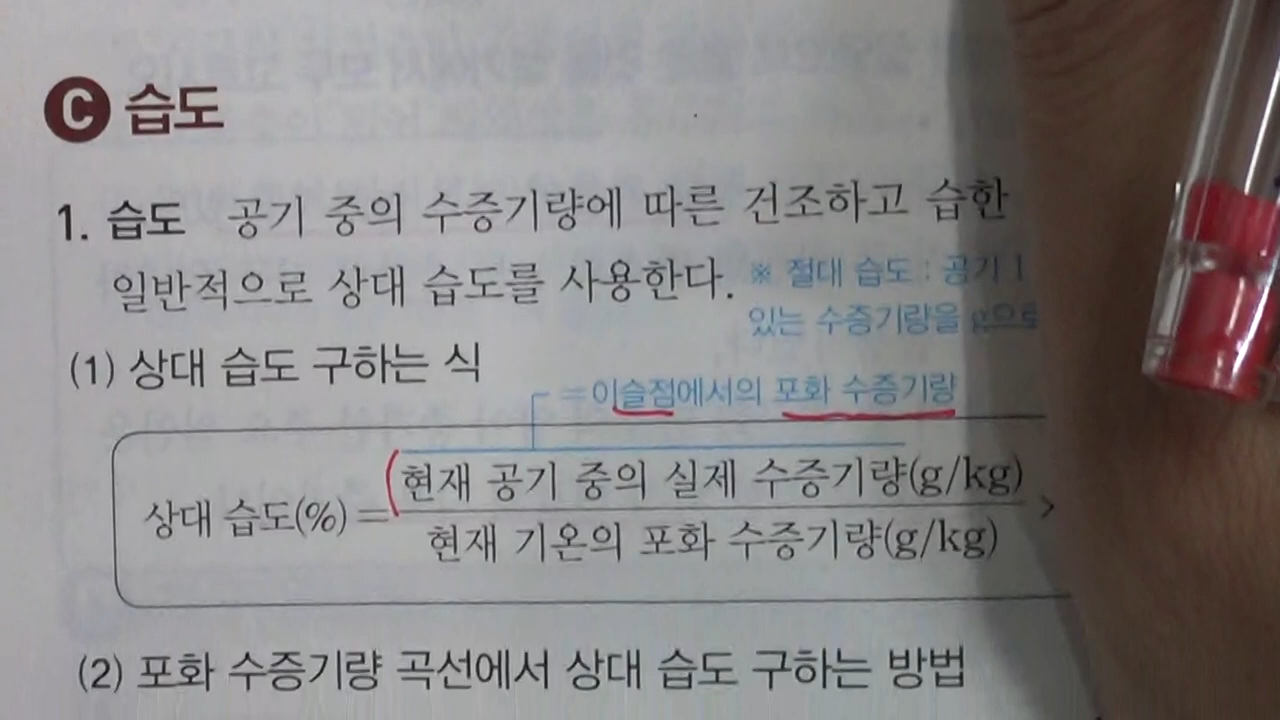 C 습도
1. 습도 공기 중의 수증기량에 따른 건조하고 습한
일반적으로 상대 습도를 사용한다. ※ 절대 습도 : 공기 1
있는 수증기량을 g으로
(1) 상대 습도 구하는 식
=이슬점에서의 포화 수증기량
현재 공기 중의 실제 수증기량(g/kg)
상대 습도(%) =
현재 기온의 포화 수증기량(g/kg)
(2) 포화 수증기량 곡선에서 상대 습도 구하는 방법